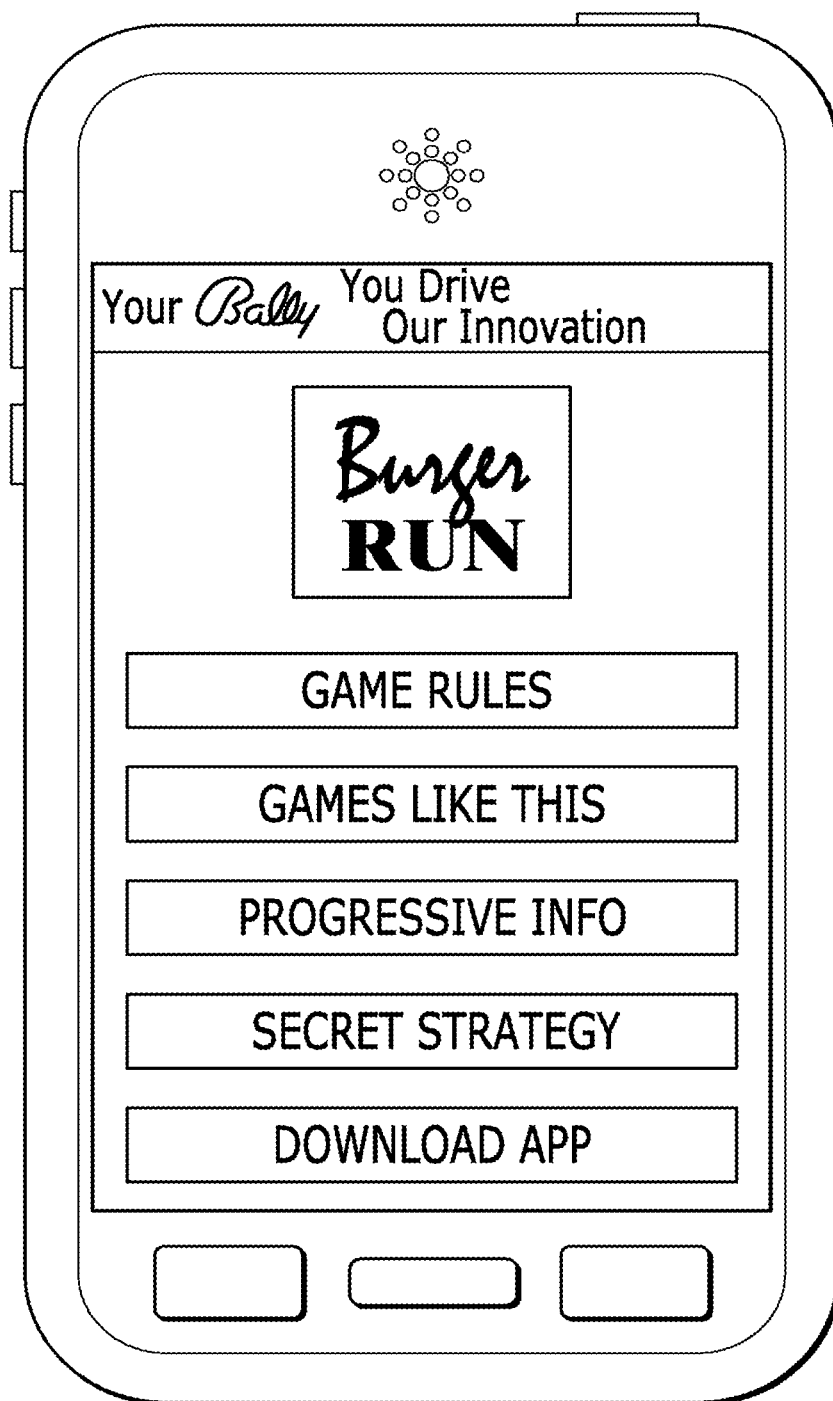 Your Bally You Drive
Our Innovation
Burger
RUN
GAME RULES
GAMES LIKE THIS
PROGRESSIVE INFO
SECRET STRATEGY
DOWNLOAD APP